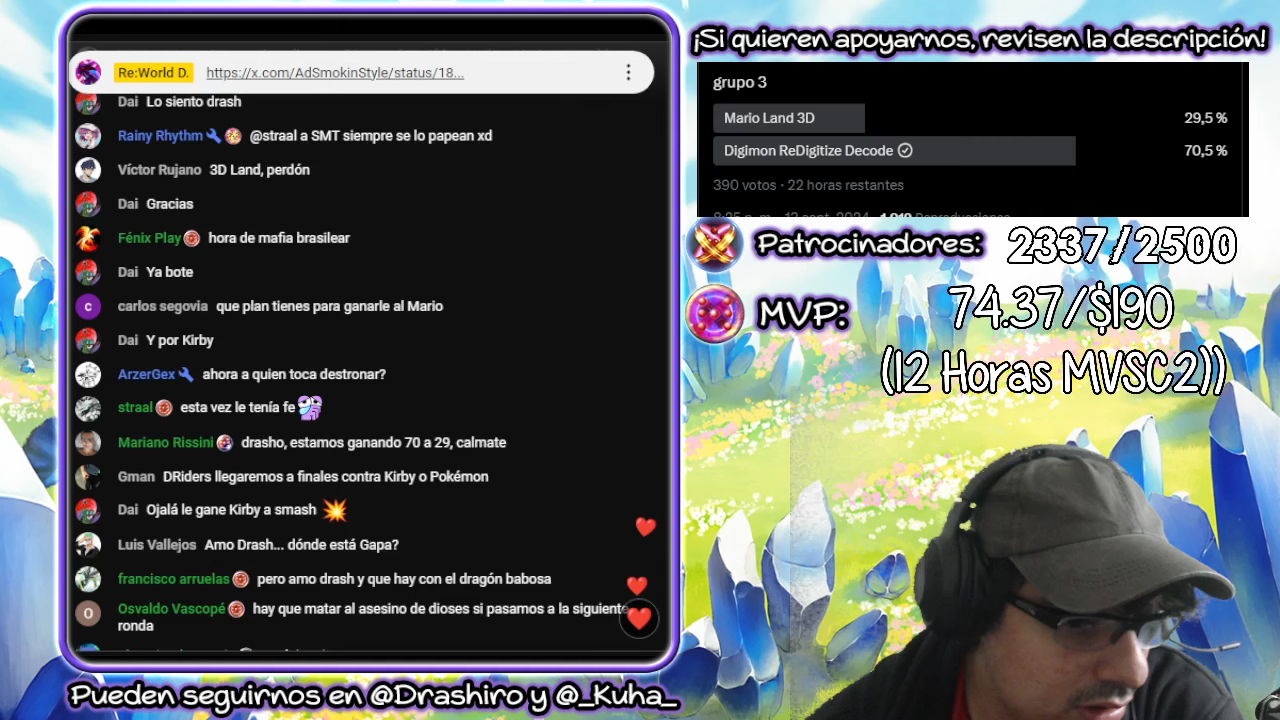 ¡Si quieren apoyarnos, revisen la descripción!
Re:World D. https://x.com/AdSmokinStyle/status/18...
Dai Lo siento drash
Rainy Rhythm @straal a SMT siempre se lo papean xd
Víctor Rujano 3D Land, perdón
Dai Gracias
Fénix Play hora de mafia brasilear
Dai Ya bote
carlos segovia que plan tienes para ganarle al Mario
Dai Y por Kirby
ArzerGex ahora a quien toca destronar?
straal esta vez le tenía fe
Mariano Rissini drasho, estamos ganando 70 a 29, calmate
Gman DRiders llegaremos a finales contra Kirby o Pokémon
Dai Ojalá le gane Kirby a smash
Luis Vallejos Amo Drash... dónde está Gapa?
francisco arruelas pero amo drash y que hay con el dragón babosa
Osvaldo Vascopé hay que matar al asesino de dioses si pasamos a la siguiente
ronda
grupo 3
Mario Land 3D 29,5 %
Digimon ReDigitize Decode 70,5 %
390 votos · 22 horas restantes
Patrocinadores: 2337/2500
MVP: 74.37/$190
(12 Horas MVSC2))
Pueden seguirnos en @Drashiro y @_Kuha_